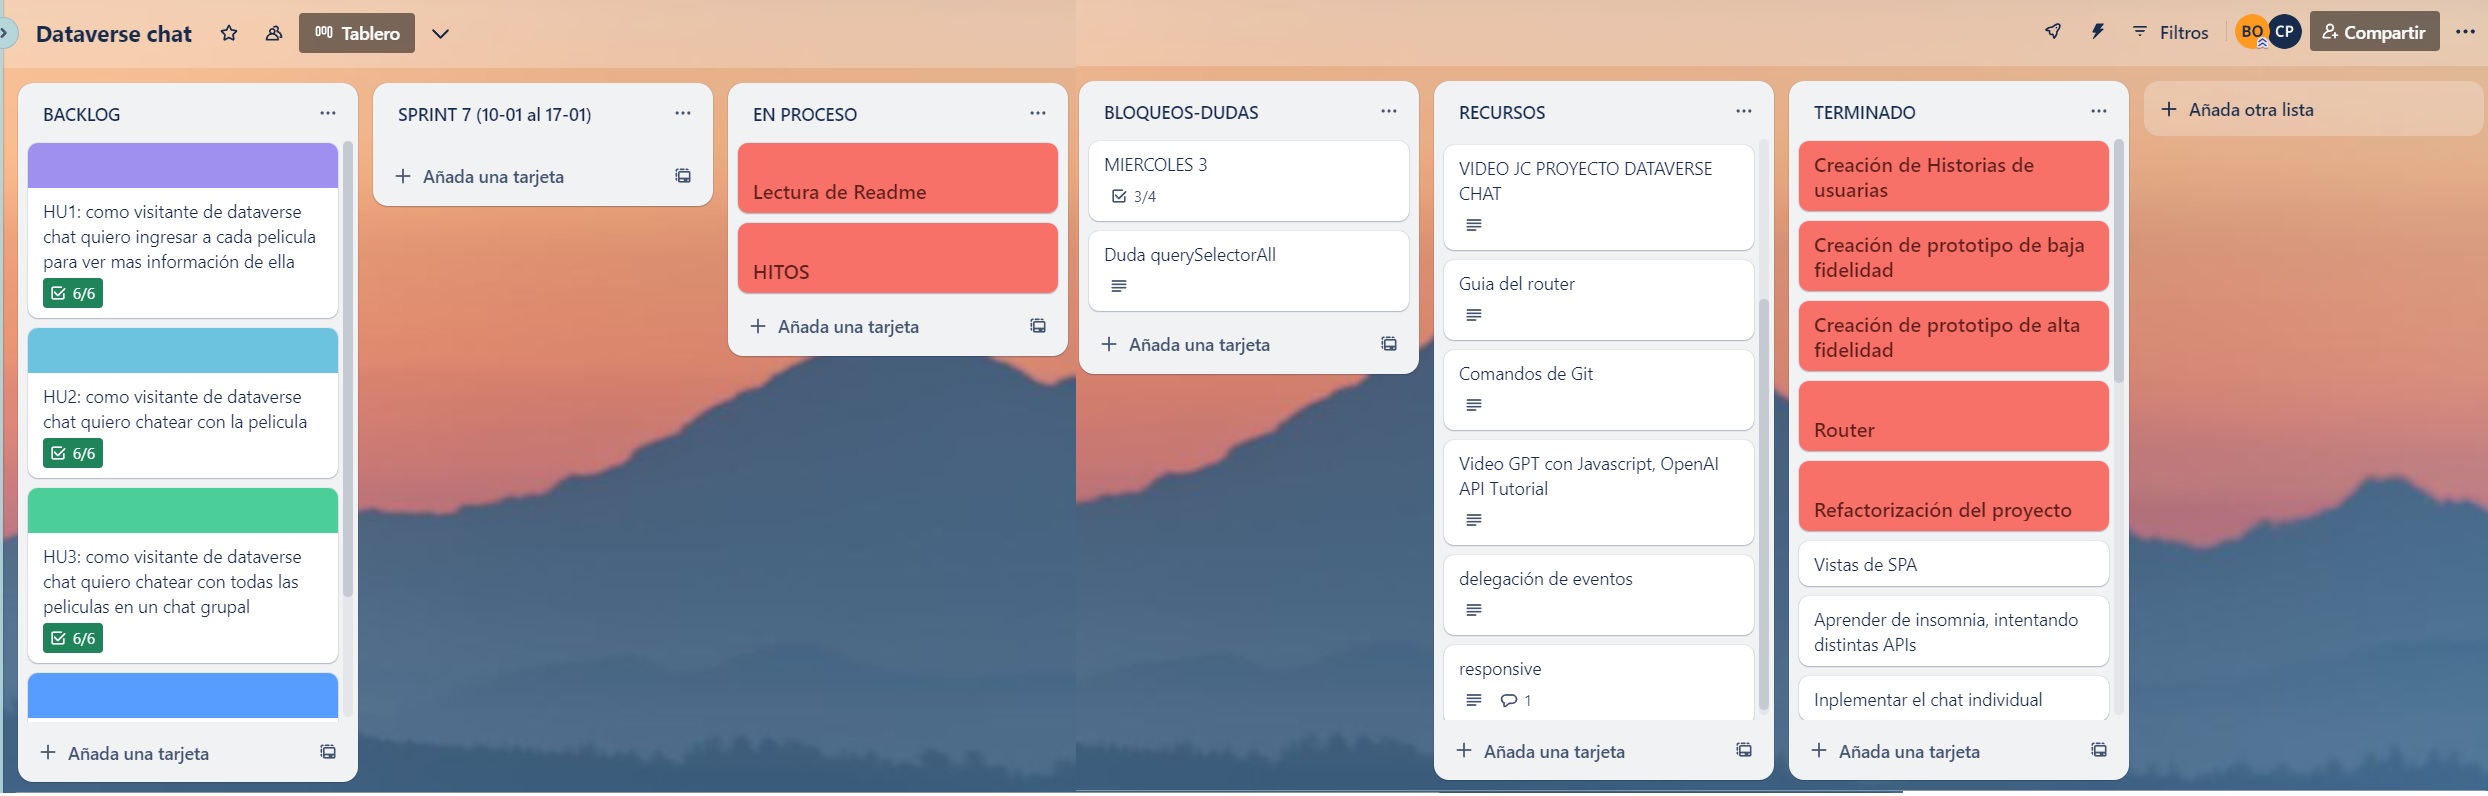 Dataverse chat
Tablero
Filtros
BO
CP
Compartir
BACKLOG
HU1: como visitante de dataverse
chat quiero ingresar a cada pelicula
para ver mas información de ella
6/6
HU2: como visitante de dataverse
chat quiero chatear con la pelicula
6/6
HU3: como visitante de dataverse
chat quiero chatear con todas las
peliculas en un chat grupal
6/6
Añada una tarjeta
SPRINT 7 (10-01 al 17-01)
Añada una tarjeta
EN PROCESO
Lectura de Readme
HITOS
Añada una tarjeta
BLOQUEOS-DUDAS
MIERCOLES 3
3/4
Duda querySelectorAll
Añada una tarjeta
RECURSOS
VIDEO JC PROYECTO DATAVERSE
CHAT
Guia del router
Comandos de Git
Video GPT con Javascript, OpenAI
API Tutorial
delegación de eventos
responsive
1
Añada una tarjeta
TERMINADO
Creación de Historias de
usuarias
Creación de prototipo de baja
fidelidad
Creación de prototipo de alta
fidelidad
Router
Refactorización del proyecto
Vistas de SPA
Aprender de insomnia, intentando
distintas APIs
Inplementar el chat individual
Añada una tarjeta
Añada otra lista